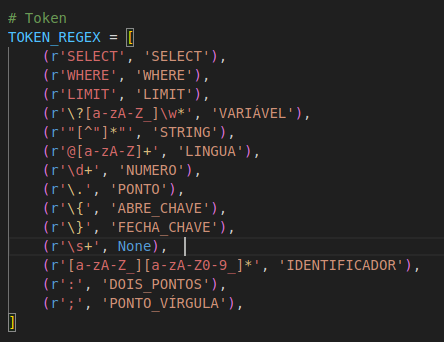 # Token
TOKEN_REGEX = [
    (r'SELECT', 'SELECT'),
    (r'WHERE', 'WHERE'),
    (r'LIMIT', 'LIMIT'),
    (r'\?[a-zA-Z_]\w*', 'VARIÁVEL'),
    (r'"[^"]*"', 'STRING'),
    (r'@[a-zA-Z]+', 'LINGUA'),
    (r'\d+', 'NUMERO'),
    (r'\.', 'PONTO'),
    (r'\{', 'ABRE_CHAVE'),
    (r'\}', 'FECHA_CHAVE'),
    (r'\s+', None),
    (r'[a-zA-Z_][a-zA-Z0-9_]*', 'IDENTIFICADOR'),
    (r':', 'DOIS_PONTOS'),
    (r';', 'PONTO_VÍRGULA'),
]